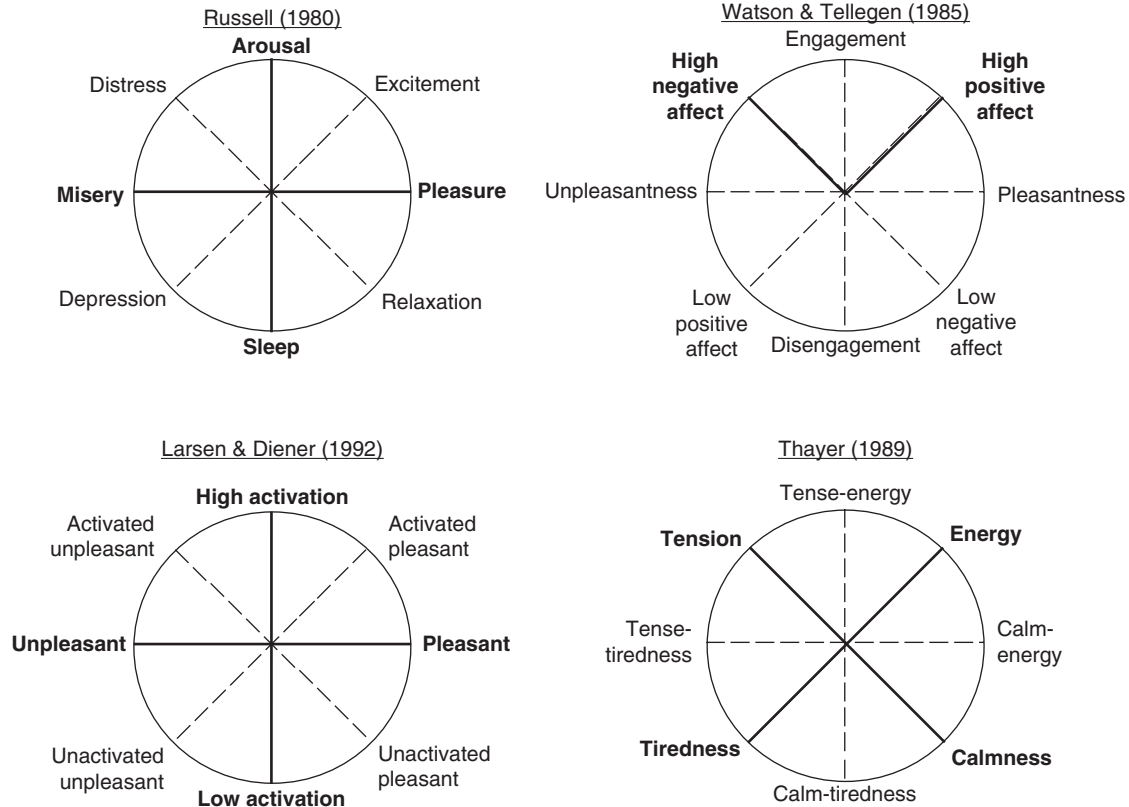 Russell (1980)
Arousal
Distress
Excitement
Misery
Pleasure
Depression
Relaxation
Sleep
Watson & Tellegen (1985)
Engagement
High
negative
affect
High
positive
affect
Unpleasantness
Pleasantness
Low
positive
affect
Low
negative
affect
Disengagement
Larsen & Diener (1992)
High activation
Activated
unpleasant
Activated
pleasant
Unpleasant
Pleasant
Unactivated
unpleasant
Unactivated
pleasant
Low activation
Thayer (1989)
Tense-energy
Tension
Energy
Tense-
tiredness
Calm-
energy
Tiredness
Calmness
Calm-tiredness